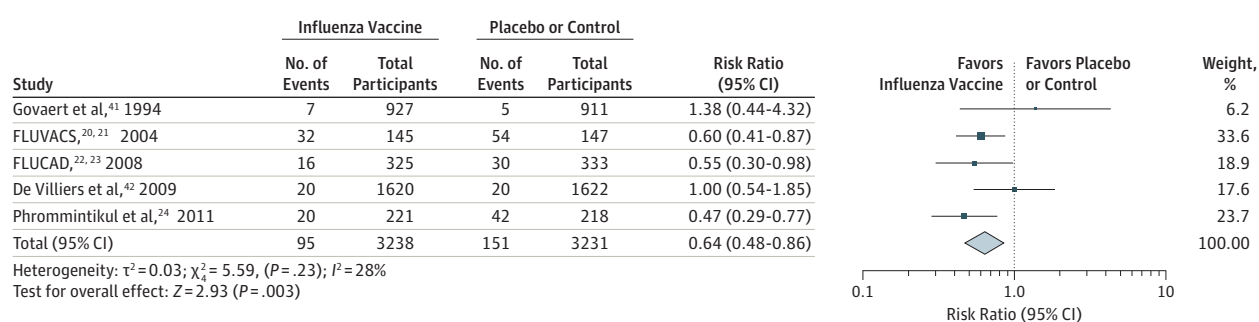 Influenza Vaccine Placebo or Control
Study No. of Events Total Participants No. of Events Total Participants Risk Ratio (95% CI) Favors Influenza Vaccine Favors Placebo or Control Weight, %
Govaert et al,41 1994 7 927 5 911 1.38 (0.44-4.32) 6.2
FLUVACS,20, 21 2004 32 145 54 147 0.60 (0.41-0.87) 33.6
FLUCAD,22, 23 2008 16 325 30 333 0.55 (0.30-0.98) 18.9
De Villiers et al,42 2009 20 1620 20 1622 1.00 (0.54-1.85) 17.6
Phrommintikul et al,24 2011 20 221 42 218 0.47 (0.29-0.77) 23.7
Total (95% CI) 95 3238 151 3231 0.64 (0.48-0.86) 100.00
Heterogeneity: τ2 = 0.03; χ24 = 5.59, (P = .23); I2 = 28%
Test for overall effect: Z = 2.93 (P = .003)
0.1 1.0 10
Risk Ratio (95% CI)